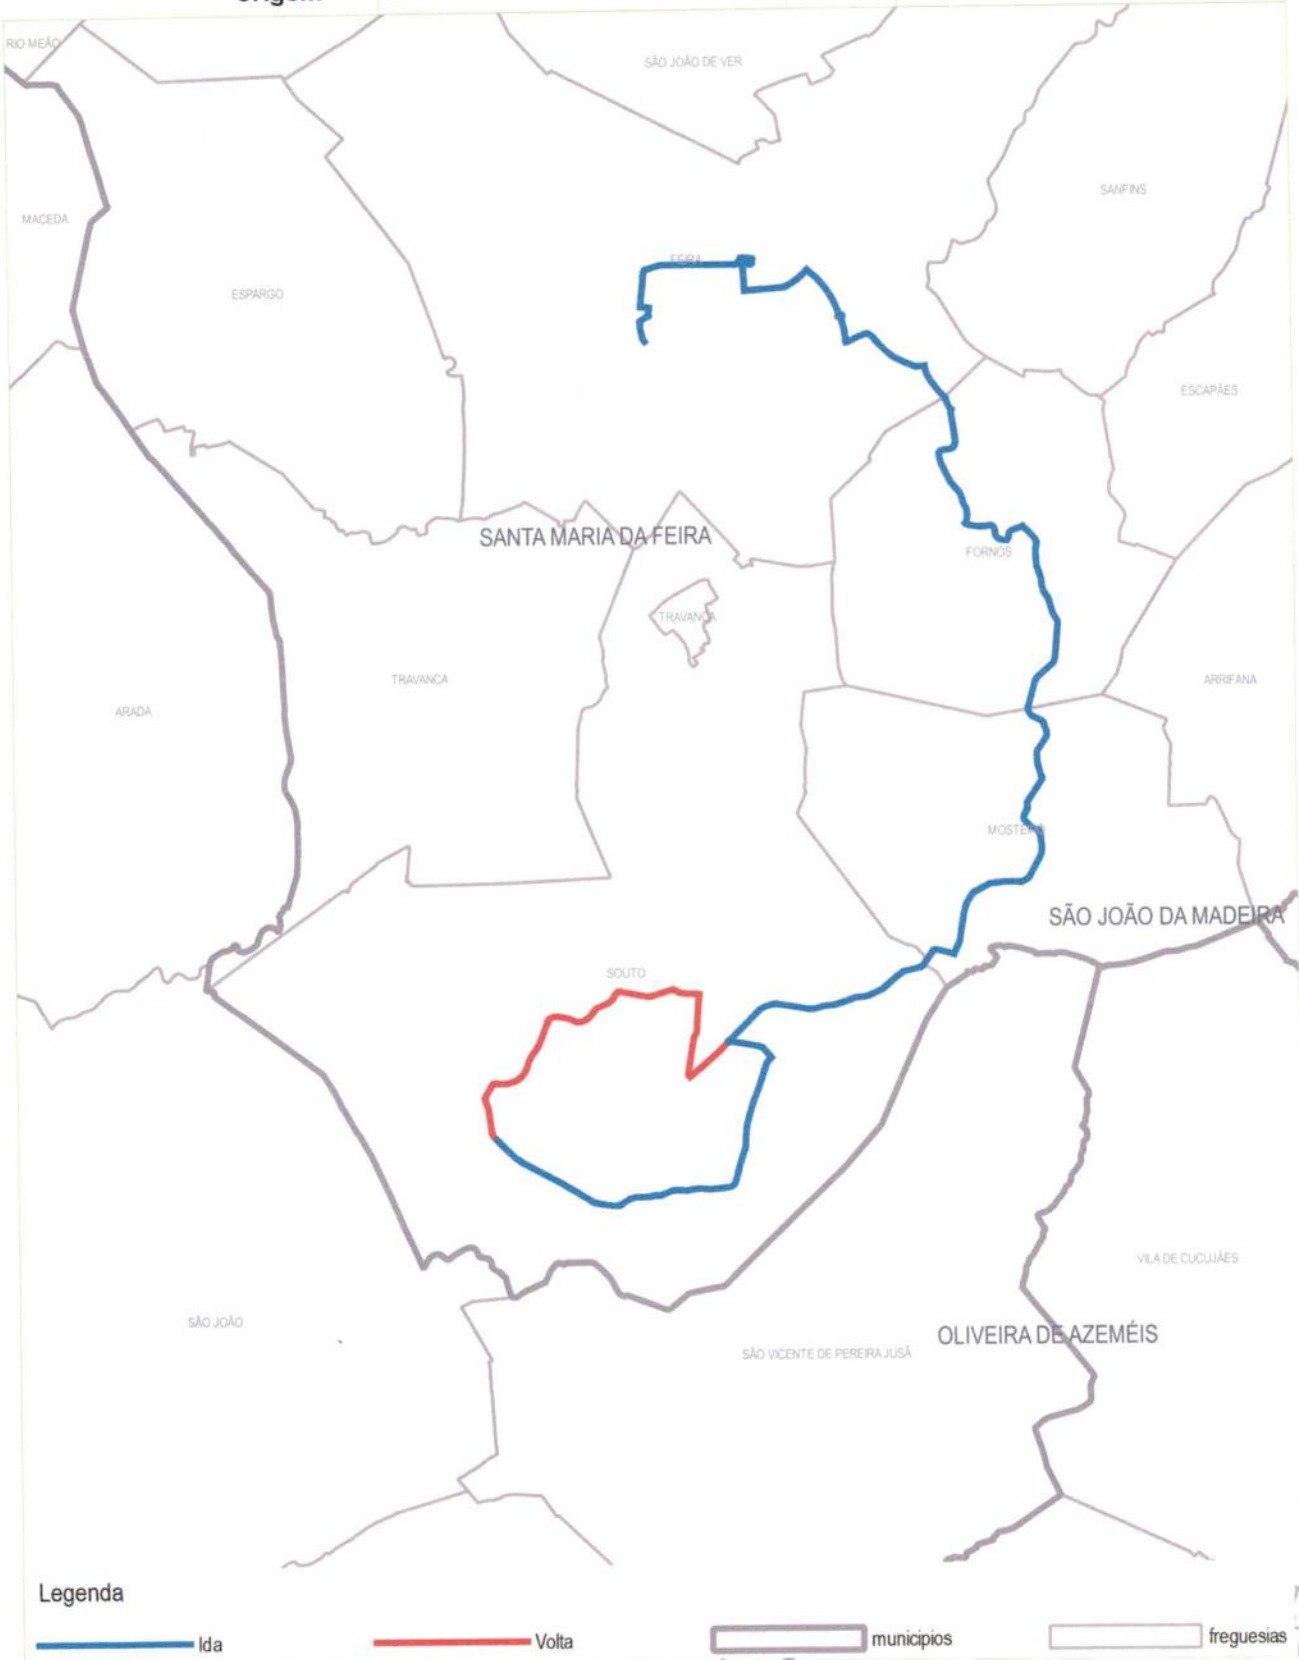 RIO MEÃO
SÃO JOÃO DE VER
SANFINS
MACEDA
FEIRA
ESPARGO
ESCAPÃES
SANTA MARIA DA FEIRA
FORNOS
TRAVANCA
TRAVANCA
ARRIFANA
ARADA
MOSTEIRÔ
SÃO JOÃO DA MADEIRA
SOUTO
VILA DE CUCUJÃES
SÃO JOÃO
OLIVEIRA DE AZEMÉIS
SÃO VICENTE DE PEREIRA JUSÃ
Legenda
Ida
Volta
municipios
freguesias